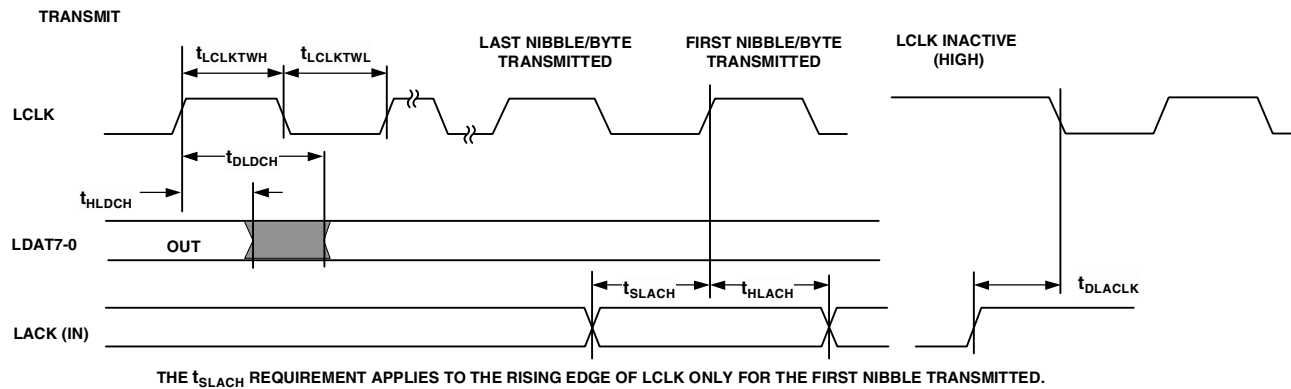 TRANSMIT
tLCLKTWH
tLCLKTWL
LAST NIBBLE/BYTE
TRANSMITTED
FIRST NIBBLE/BYTE
TRANSMITTED
LCLK INACTIVE
(HIGH)
LCLK
tDLDCH
tHLDCH
LDAT7-0
OUT
tSLACH
tHLACH
tDLACLK
LACK (IN)
THE tSLACH REQUIREMENT APPLIES TO THE RISING EDGE OF LCLK ONLY FOR THE FIRST NIBBLE TRANSMITTED.